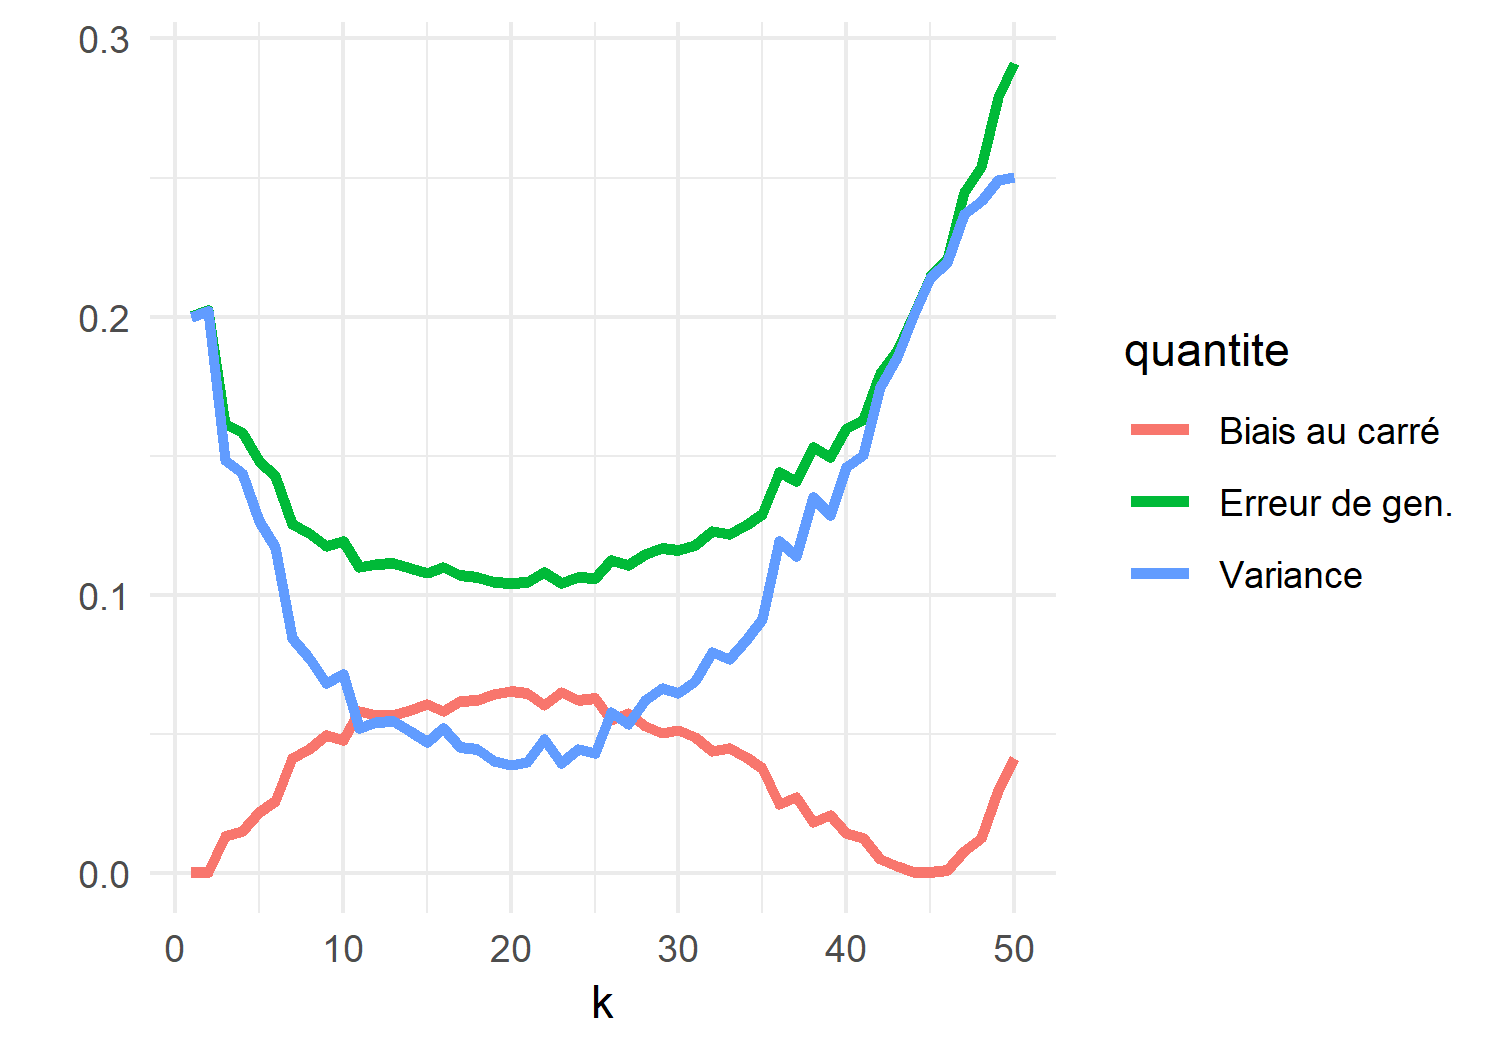 0.3
0.2
0.1
0.0
0 10 20 30 40 50
k
quantite
Biais au carré
Erreur de gen.
Variance